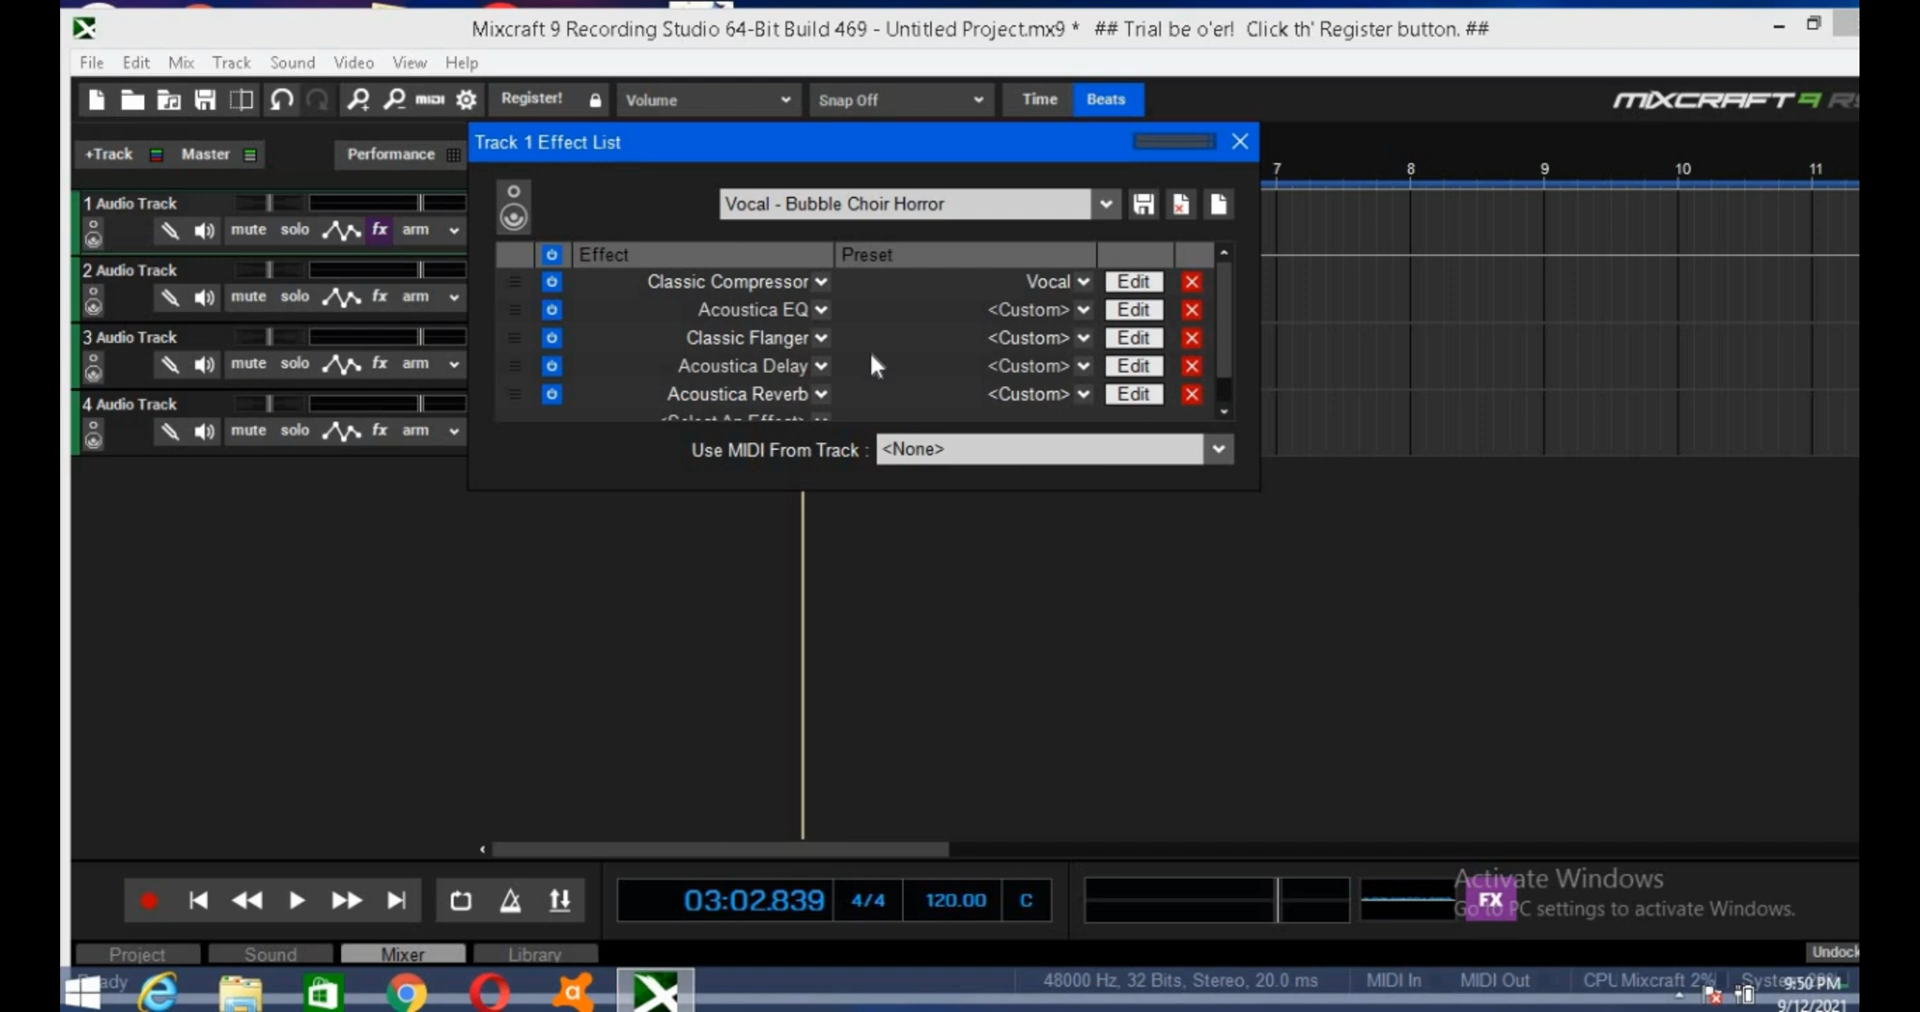 Mixcraft 9 Recording Studio 64-Bit Build 469 - Untitled Project.mx9 * ## Trial be o'er! Click th' Register button. ##
File Edit Mix Track Sound Video View Help
MIDI Register! Volume Snap Off Time Beats MIXCRAFT 9
+Track Master Performance
Track 1 Effect List
7 8 9 10 11
Vocal - Bubble Choir Horror
Effect Preset
Classic Compressor Vocal Edit
Acoustica EQ <Custom> Edit
Classic Flanger <Custom> Edit
Acoustica Delay <Custom> Edit
Acoustica Reverb <Custom> Edit
<Select An Effect>
Use MIDI From Track : <None>
1 Audio Track
mute solo fx arm
2 Audio Track
mute solo fx arm
3 Audio Track
mute solo fx arm
4 Audio Track
mute solo fx arm
03:02.839 4/4 120.00 C
FX
Activate Windows
Go to PC settings to activate Windows.
Project Sound Mixer Library Undock
48000 Hz, 32 Bits, Stereo, 20.0 ms MIDI In MIDI Out CPU Mixcraft 2%
9:50 PM
9/12/2021